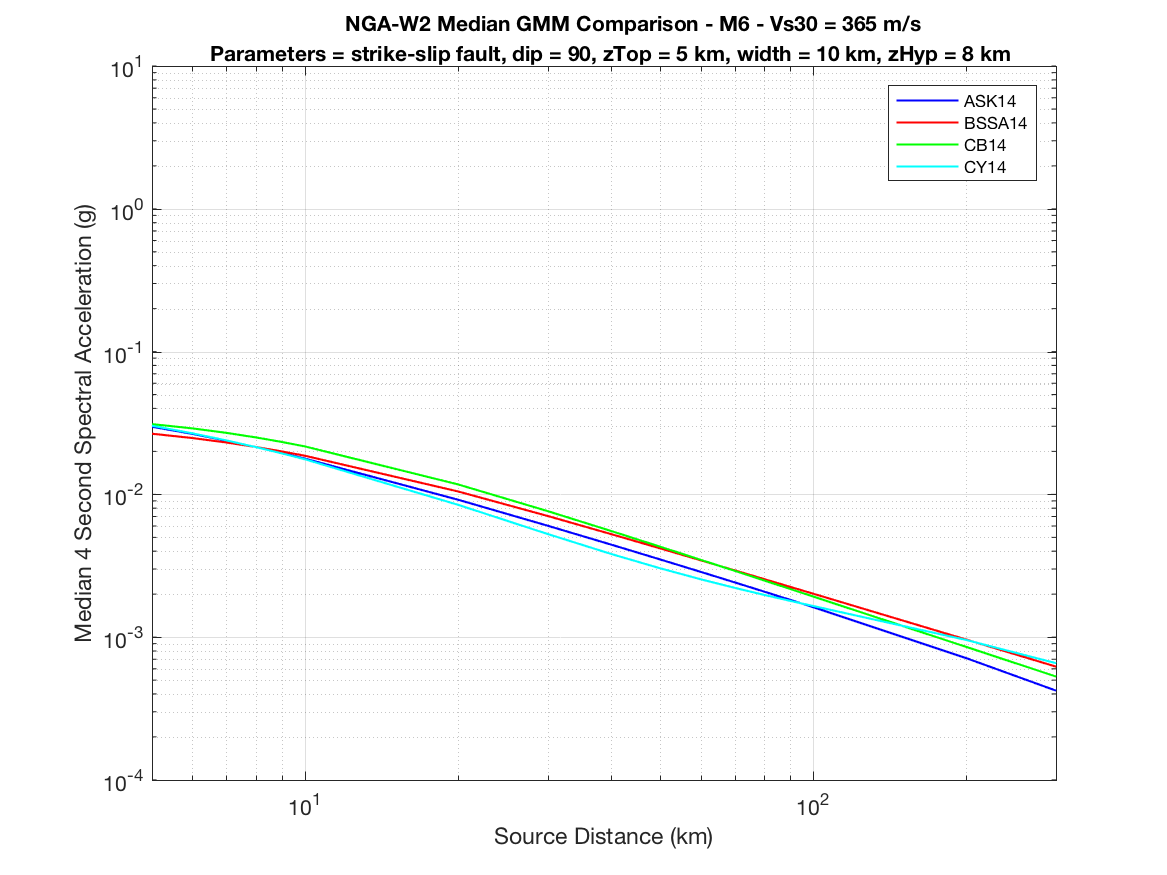 NGA-W2 Median GMM Comparison - M6 - Vs30 = 365 m/s
Parameters = strike-slip fault, dip = 90, zTop = 5 km, width = 10 km, zHyp = 8 km
ASK14
BSSA14
CB14
CY14
Median 4 Second Spectral Acceleration (g)
10^1
10^0
10^-1
10^-2
10^-3
10^-4
10^1
10^2
Source Distance (km)